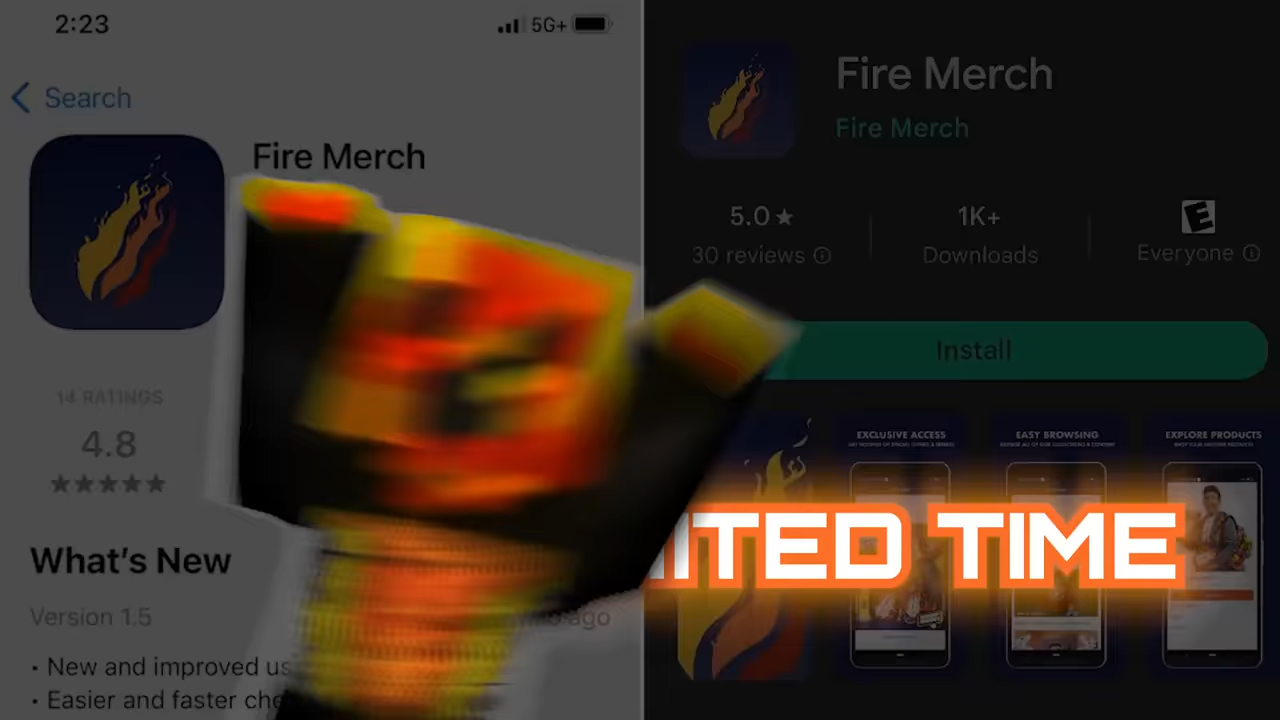 2:23
5G+
Search
Fire Merch
14 RATINGS
4.8
What's New
Version 1.5
ago
• New and improved us
• Easier and faster che
Fire Merch
Fire Merch
5.0★
30 reviews
1K+
Downloads
E
Everyone
Install
EXCLUSIVE ACCESS
EASY BROWSING
EXPLORE PRODUCTS
ITED TIME